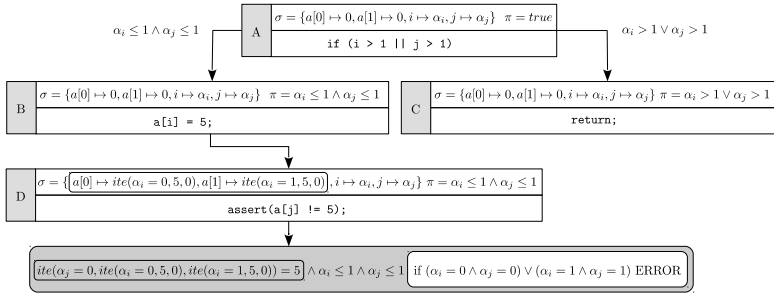 α_i ≤ 1 ∧ α_j ≤ 1
A
σ = {a[0] ↦ 0, a[1] ↦ 0, i ↦ α_i, j ↦ α_j} π = true
if (i > 1 || j > 1)
α_i > 1 ∨ α_j > 1
B
σ = {a[0] ↦ 0, a[1] ↦ 0, i ↦ α_i, j ↦ α_j} π = α_i ≤ 1 ∧ α_j ≤ 1
a[i] = 5;
C
σ = {a[0] ↦ 0, a[1] ↦ 0, i ↦ α_i, j ↦ α_j} π = α_i > 1 ∨ α_j > 1
return;
D
σ = {a[0] ↦ ite(α_i = 0, 5, 0), a[1] ↦ ite(α_i = 1, 5, 0), i ↦ α_i, j ↦ α_j} π = α_i ≤ 1 ∧ α_j ≤ 1
assert(a[j] != 5);
ite(α_j = 0, ite(α_i = 0, 5, 0), ite(α_i = 1, 5, 0)) = 5 ∧ α_i ≤ 1 ∧ α_j ≤ 1 if (α_i = 0 ∧ α_j = 0) ∨ (α_i = 1 ∧ α_j = 1) ERROR